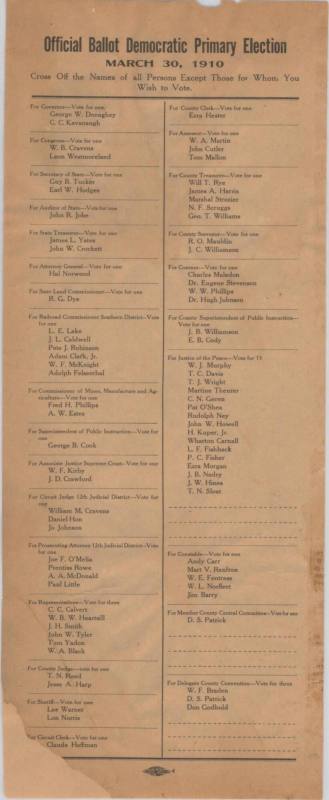 Official Ballot Democratic Primary Election
MARCH 30, 1910
Cross Off the Names of all Persons Except Those for Whom You
Wish to Vote.
For Governor—Vote for one
George W. Donaghey
C. C. Kavanaugh
For Congress—Vote for one
W. B. Cravens
Leon Westmoreland
For Secretary of State—Vote for one
Guy B. Tucker
Earl W. Hodges
For Auditor of State—Vote for one
John R. Jobe
For State Treasurer—Vote for one
James L. Yates
John W. Crockett
For Attorney General—Vote for one
Hal Norwood
For State Land Commissioner—Vote for one
R. G. Dye
For Railroad Commissioner Southern District—Vote
for one
L. E. Lake
J. L. Caldwell
Pete J. Robinson
Adam Clark, Jr.
W. F. McKnight
Adolph Felsenthal
For Commissioner of Mines, Manufacture and Ag-
riculture—Vote for one
Fred H. Phillips
A. W. Estes
For Superintendent of Public Instruction—Vote for
one
George B. Cook
For Associate Justice Supreme Court—Vote for one
W. F. Kirby
J. D. Crawford
For Circuit Judge 12th Judicial District—Vote for
one
William M. Cravens
Daniel Hon
Jo Johnson
For Prosecuting Attorney 12th Judicial District—Vote
for one
Joe F. O'Melia
Prentiss Rowe
A. A. McDonald
Paul Little
For Representatives—Vote for three
C. C. Calvert
W. B. W. Heartsill
J. H. Smith
John W. Tyler
Tom Yadon
W. A. Black
For County Judge—vote for one
T. N. Reed
Jesse A. Harp
For Sheriff—Vote for one
Lee Warner
Lon Norris
For Circuit Clerk—Vote for one
Claude Hoffman
For County Clerk—Vote for one
Ezra Hester
For Assessor—Vote for one
W. A. Martin
John Cutler
Tom Mallon
For County Treasurer—Vote for one
Will T. Rye
James A. Harris
Marshal Strozier
N. F. Scruggs
Geo. T. Williams
For County Surveyor—Vote for one
R. O. Mauldin
J. C. Williamson
For Coroner—Vote for one
Charles Maledon
Dr. Eugene Stevenson
W. W. Phillips
Dr. Hugh Johnson
For County Superintendent of Public Instruction—
Vote for one
J. B. Williamson
E. B. Cody
For Justice of the Peace—Vote for 15
W. J. Murphy
T. C. Davis
T. J. Wright
Martine Theurer
Pat O'Shea
Rudolph Ney
John W. Howell
H. Kuper, Jr.
Wharton Carnall
L. F. Fishback
P. C. Fisher
Ezra Morgan
J. B. Nedry
J. W. Hines
T. N. Sloat
For Constable—Vote for one
Andy Carr
Mart V. Renfroe
W. E. Fentress
W. L. Noeflert
Jim Barry
For Member County Central Committee—Vote for one
D. S. Patrick
For Delegate County Convention—Vote for three
W. F. Braden
D. S. Patrick
Don Godbold